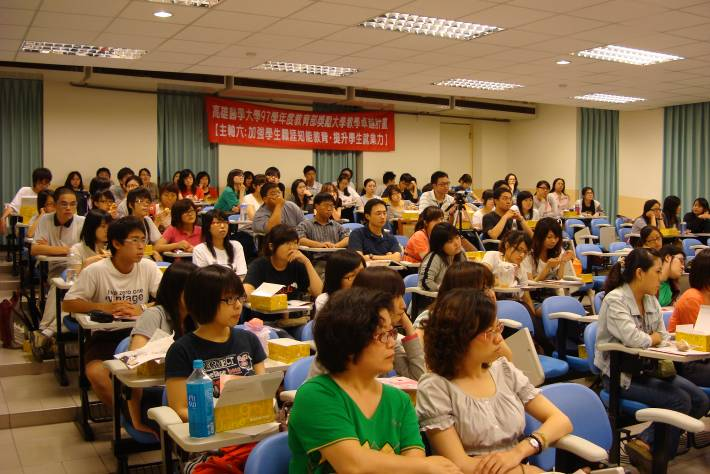 高雄醫學大學97學年度教育部獎勵大學教學卓越計畫
【主軸六:加強學生職涯知能教育,提升學生就業力】